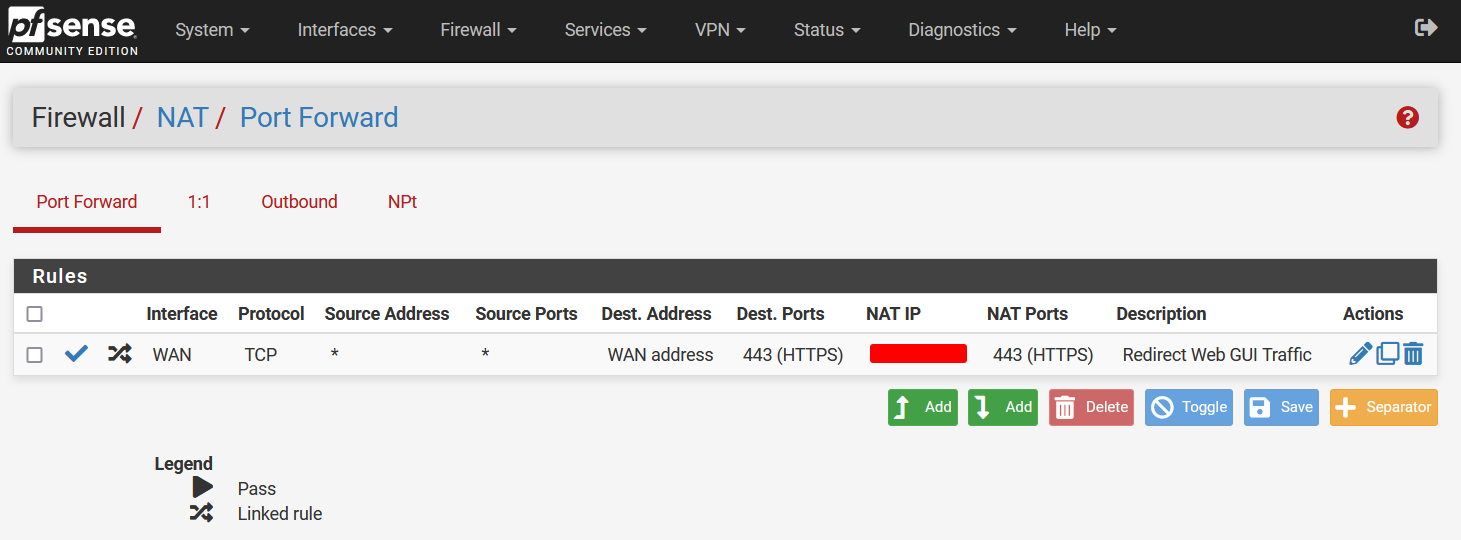 pfsense
COMMUNITY EDITION
System Interfaces Firewall Services VPN Status Diagnostics Help
Firewall / NAT / Port Forward
?
Port Forward 1:1 Outbound NPt
Rules
Interface Protocol Source Address Source Ports Dest. Address Dest. Ports NAT IP NAT Ports Description Actions
WAN TCP * * WAN address 443 (HTTPS) 443 (HTTPS) Redirect Web GUI Traffic
Add Add Delete Toggle Save Separator
Legend
Pass
Linked rule